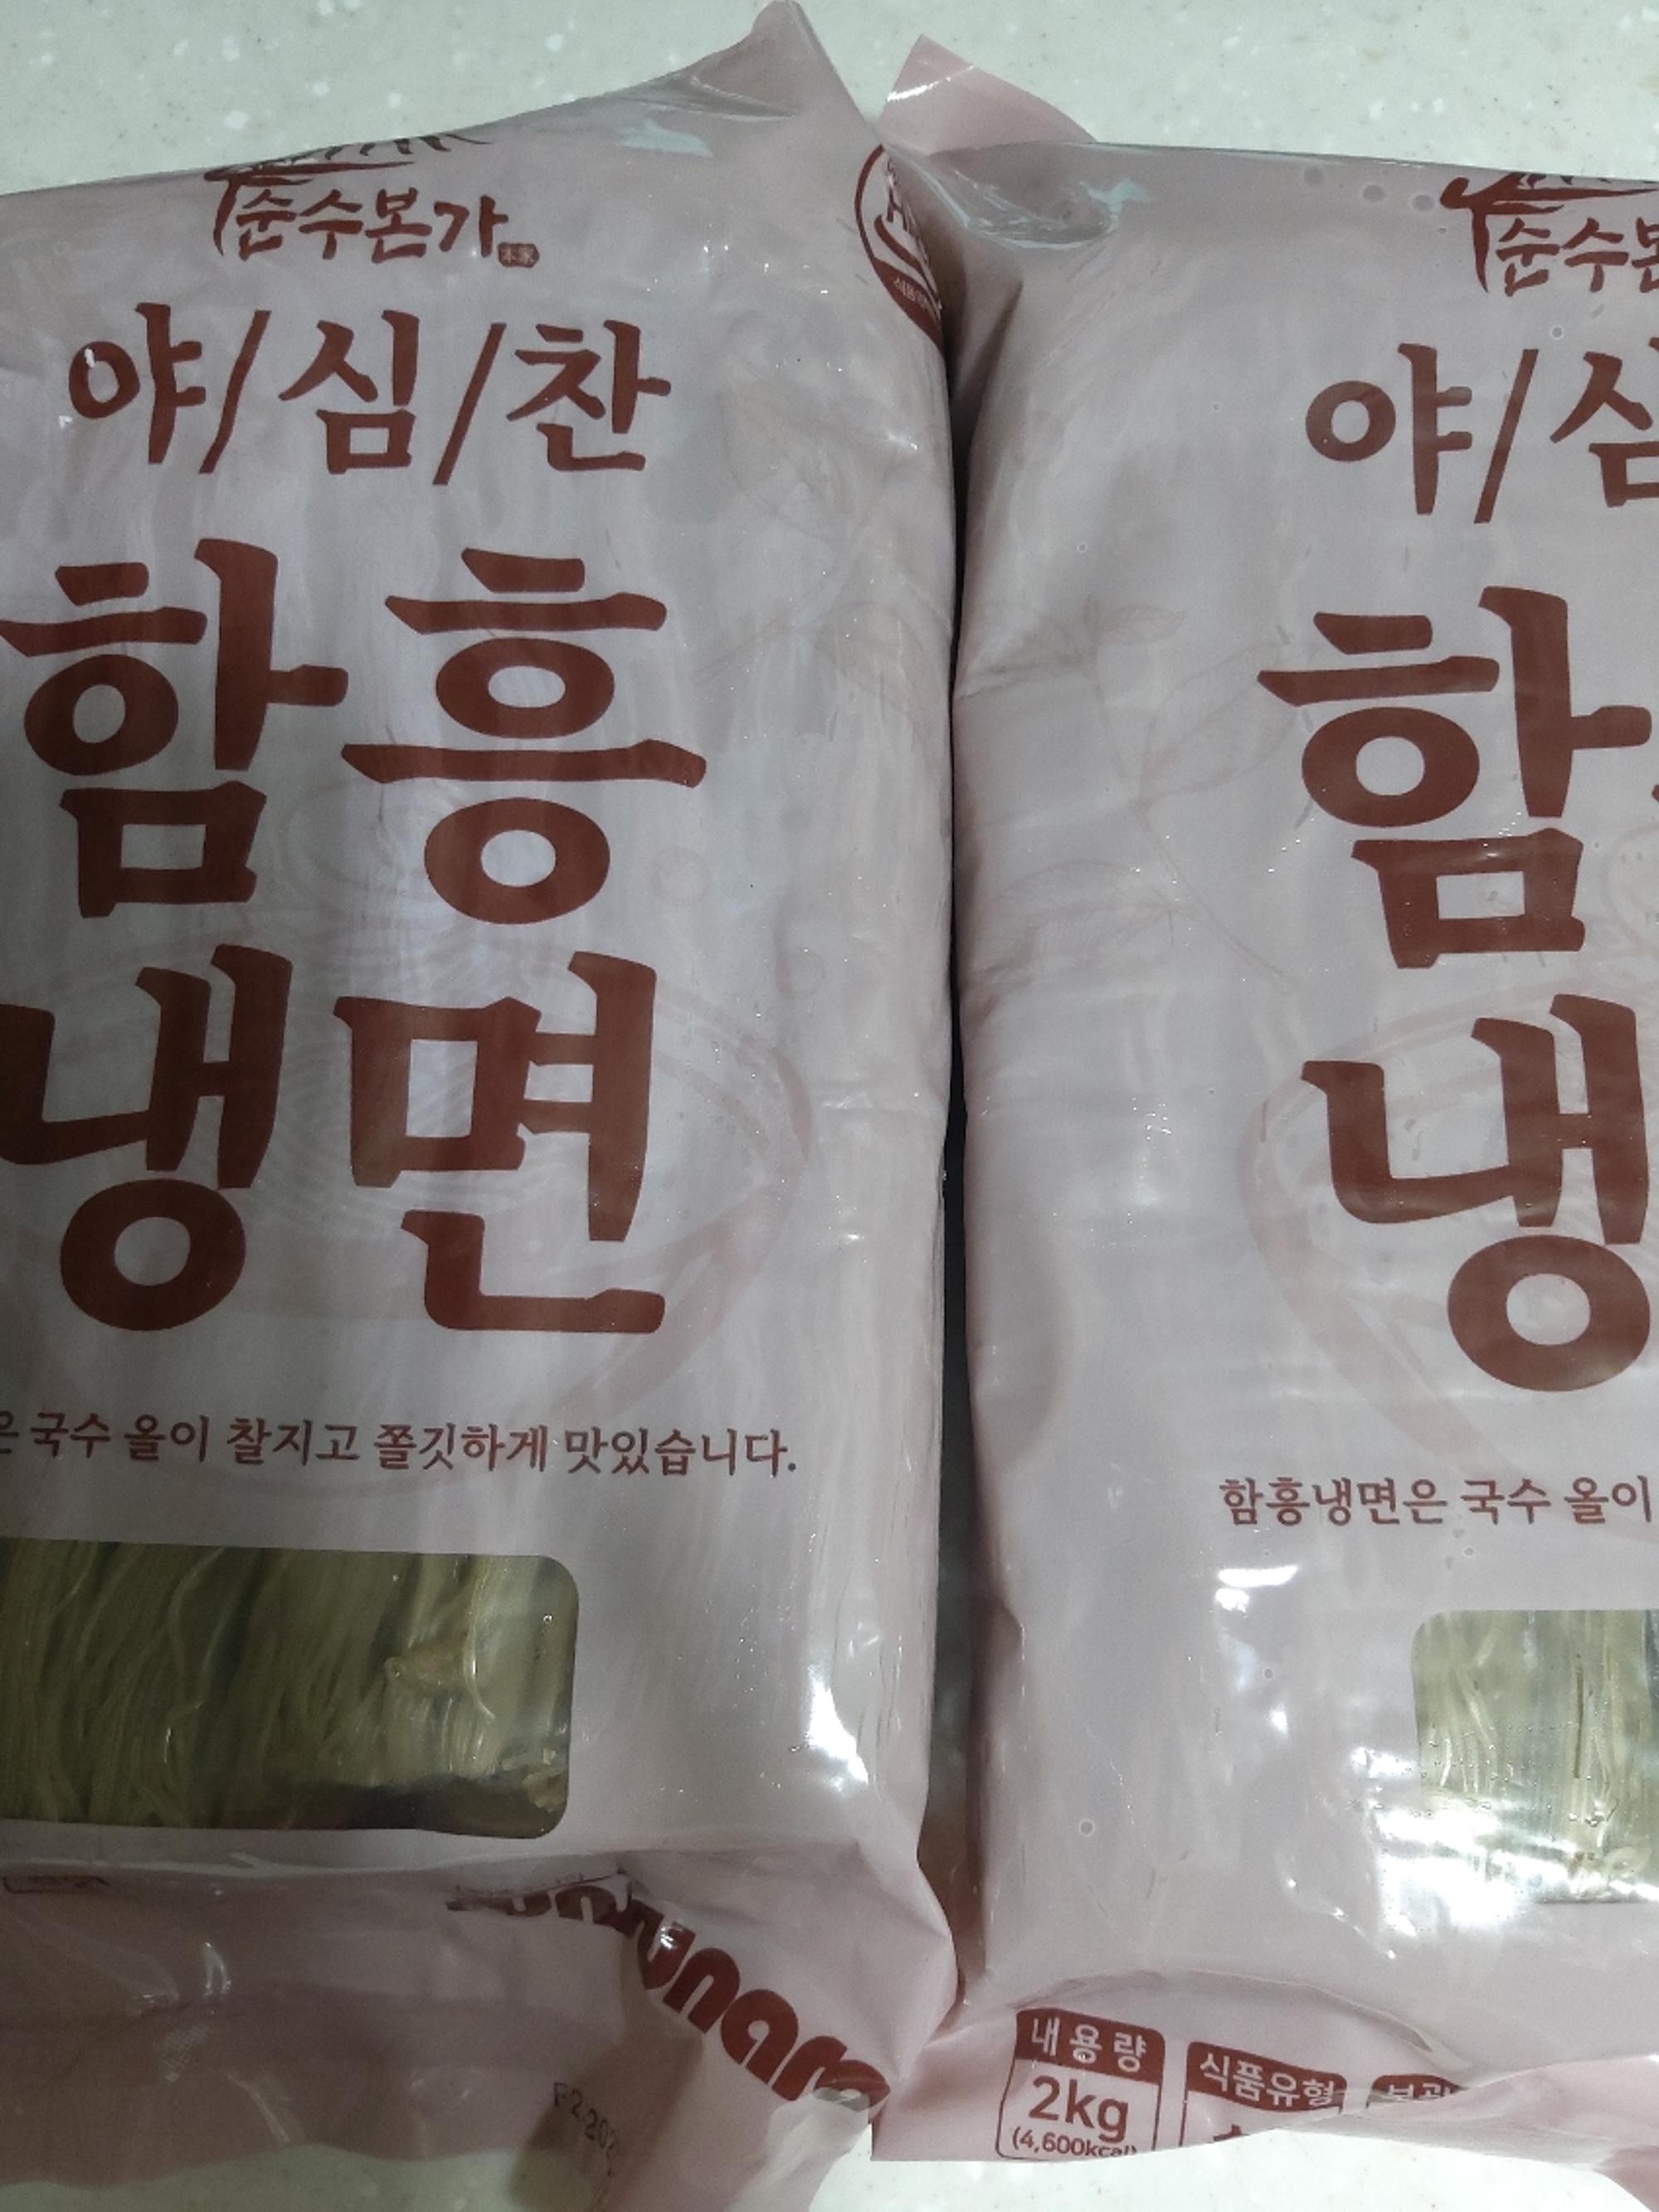 순수본가
本家
야/심/찬
함흥
냉면
국수 올이 찰지고 쫄깃하게 맛있습니다.
순수
야/심
함
냉
함흥냉면은 국수 올이
내용량
2kg
(4,600kcal)
식품유형